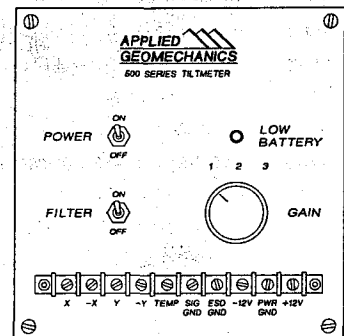 APPLIED
GEOMECHANICS
500 SERIES TILTMETER
ON
POWER
OFF
LOW
BATTERY
1 2 3
ON
FILTER
OFF
GAIN
X -X Y -Y TEMP SIG GND ESD GND -12V PWR GND +12V